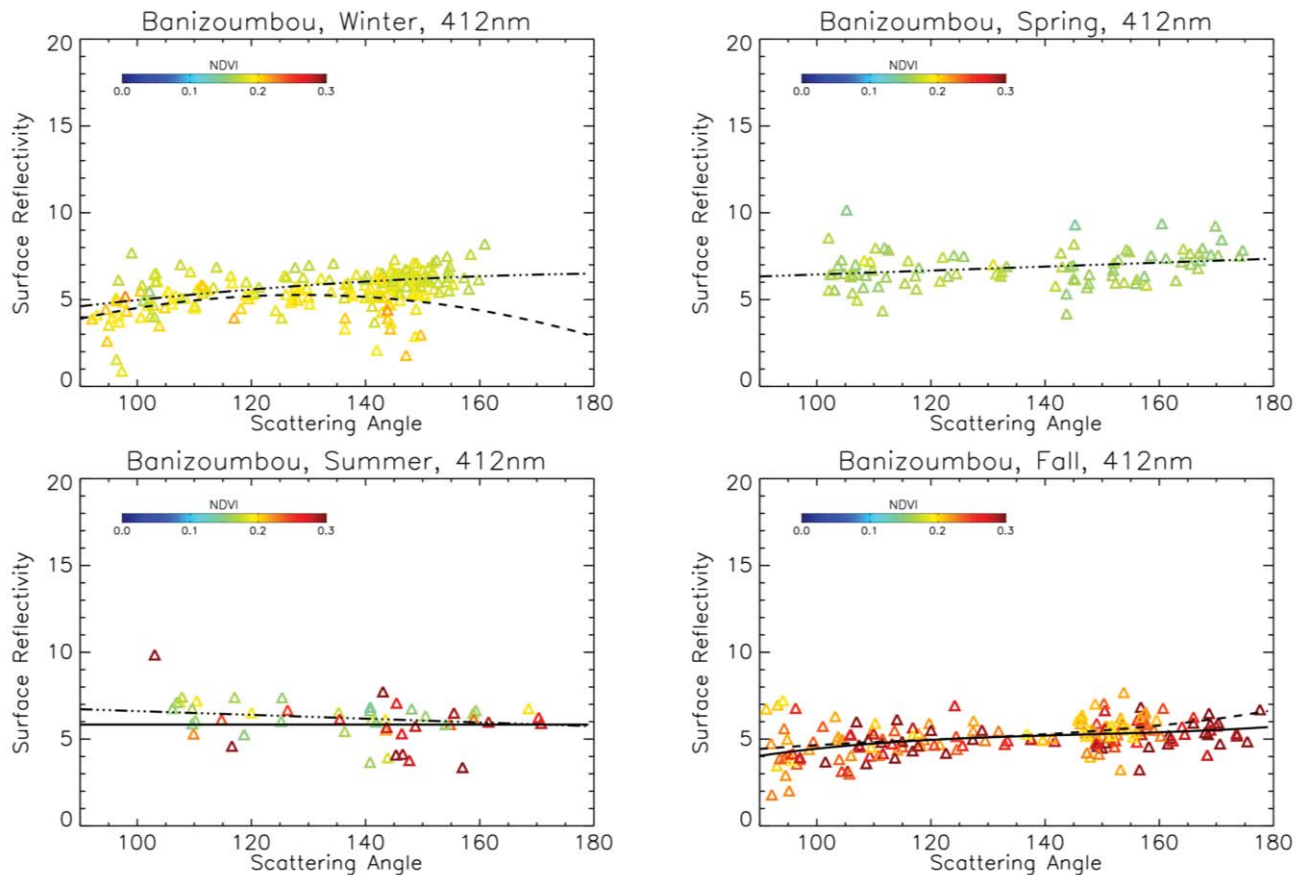 Banizoumbou, Winter, 412nm
20
15
10
5
0
Surface Reflectivity
NDVI
0.0 0.1 0.2 0.3
100 120 140 160 180
Scattering Angle
Banizoumbou, Spring, 412nm
20
15
10
5
0
Surface Reflectivity
NDVI
0.0 0.1 0.2 0.3
100 120 140 160 180
Scattering Angle
Banizoumbou, Summer, 412nm
20
15
10
5
0
Surface Reflectivity
NDVI
0.0 0.1 0.2 0.3
100 120 140 160 180
Scattering Angle
Banizoumbou, Fall, 412nm
20
15
10
5
0
Surface Reflectivity
NDVI
0.0 0.1 0.2 0.3
100 120 140 160 180
Scattering Angle